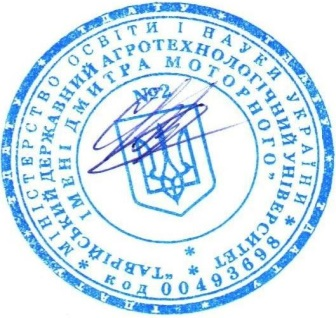 МІНІСТЕРСТВО ОСВІТИ І НАУКИ УКРАЇНИ
"ТАВРІЙСЬКИЙ ДЕРЖАВНИЙ АГРОТЕХНОЛОГІЧНИЙ УНІВЕРСИТЕТ
ІМЕНІ ДМИТРА МОТОРНОГО"
№2
код 00493698